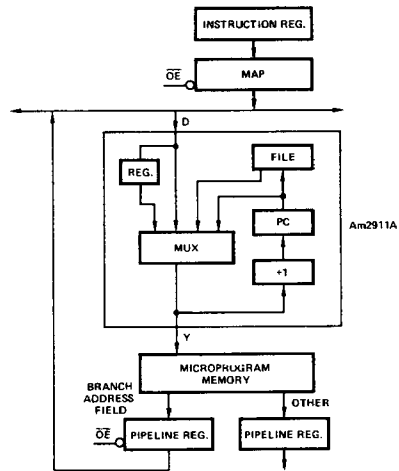 INSTRUCTION REG.
OE
MAP
D
REG.
FILE
MUX
PC
+1
Am2911A
Y
MICROPROGRAM
MEMORY
BRANCH
ADDRESS
FIELD
OTHER
OE
PIPELINE REG.
PIPELINE REG.